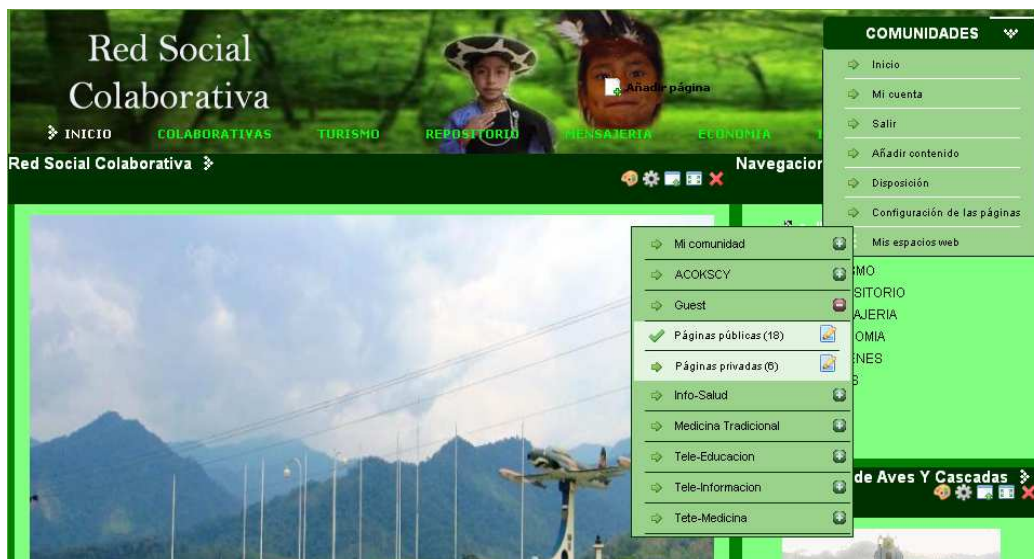 Red Social
Colaborativa
Añadir página
INICIO
COLABORATIVAS
TURISMO
REPOSITORIO
MENSAJERIA
ECONOMIA
COMUNIDADES
Inicio
Mi cuenta
Salir
Añadir contenido
Disposición
Configuración de las páginas
Mis espacios web
Red Social Colaborativa
Navegacion
Mi comunidad
ACOKSCY
Guest
Páginas públicas (18)
Páginas privadas (6)
Info-Salud
Medicina Tradicional
Tele-Educacion
Tele-Informacion
Tete-Medicina
SMO
SITORIO
AJERIA
OMIA
ENES
de Aves Y Cascadas